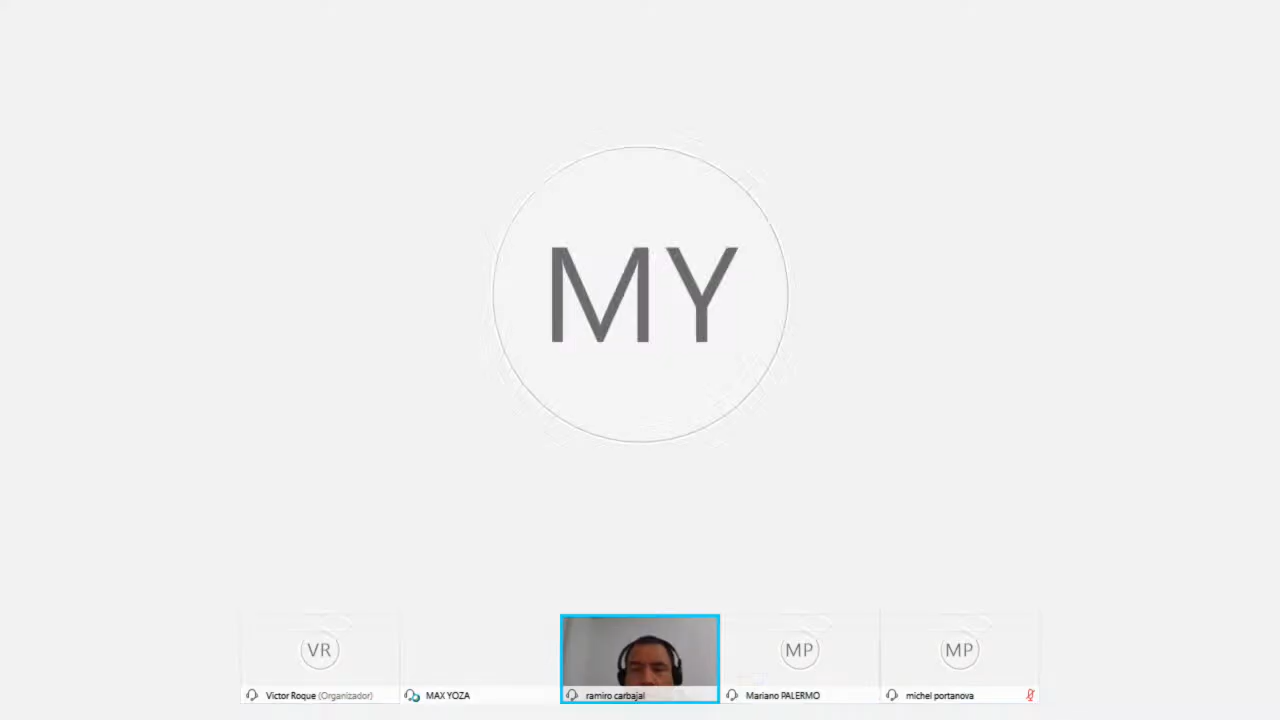 MY
VR
MP
MP
Victor Roque (Organizador)
MAX YOZA
ramiro carbajal
Mariano PALERMO
michel portanova